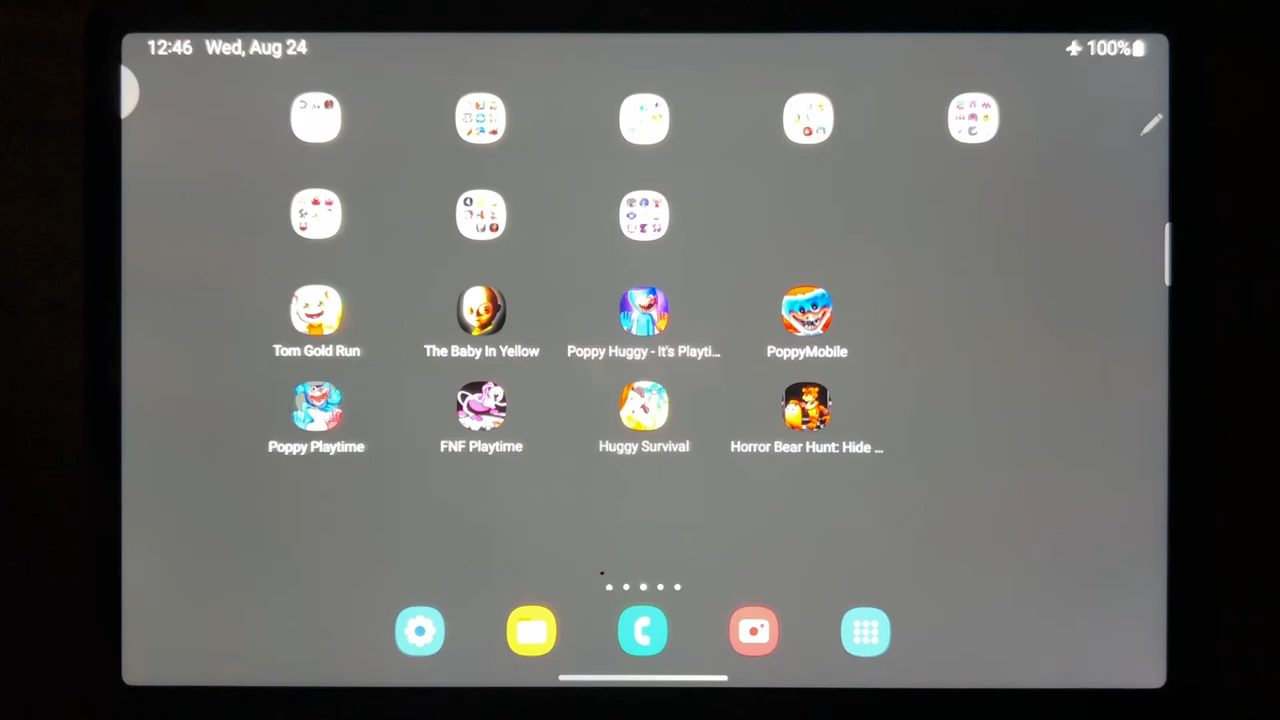 12:46 Wed, Aug 24 100%
Tom Gold Run The Baby In Yellow Poppy Huggy - It's Playti... PoppyMobile
Poppy Playtime FNF Playtime Huggy Survival Horror Bear Hunt: Hide ...